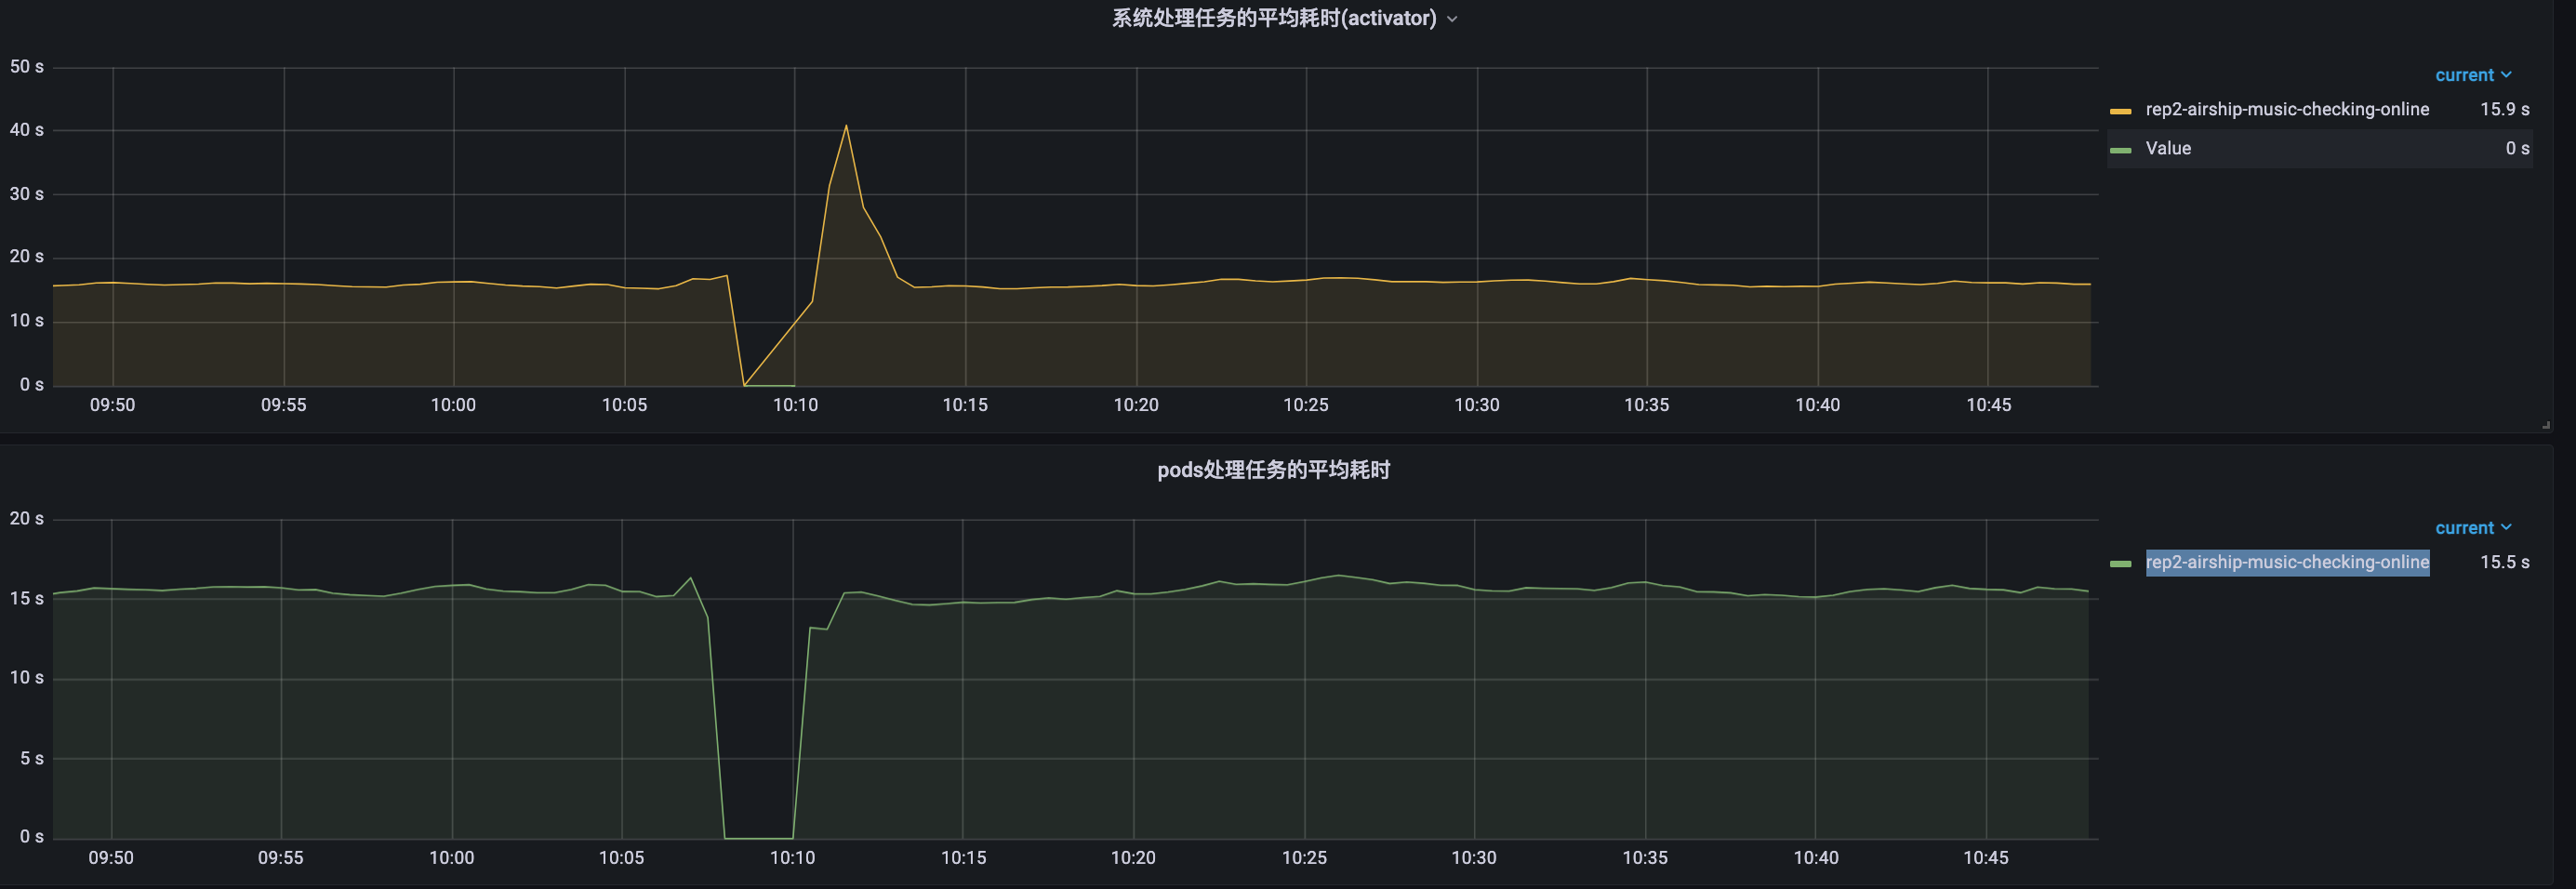 系统处理任务的平均耗时(activator)
50 s
40 s
30 s
20 s
10 s
0 s
09:50 09:55 10:00 10:05 10:10 10:15 10:20 10:25 10:30 10:35 10:40 10:45
current
rep2-airship-music-checking-online 15.9 s
Value 0 s
pods处理任务的平均耗时
20 s
15 s
10 s
5 s
0 s
09:50 09:55 10:00 10:05 10:10 10:15 10:20 10:25 10:30 10:35 10:40 10:45
current
rep2-airship-music-checking-online 15.5 s